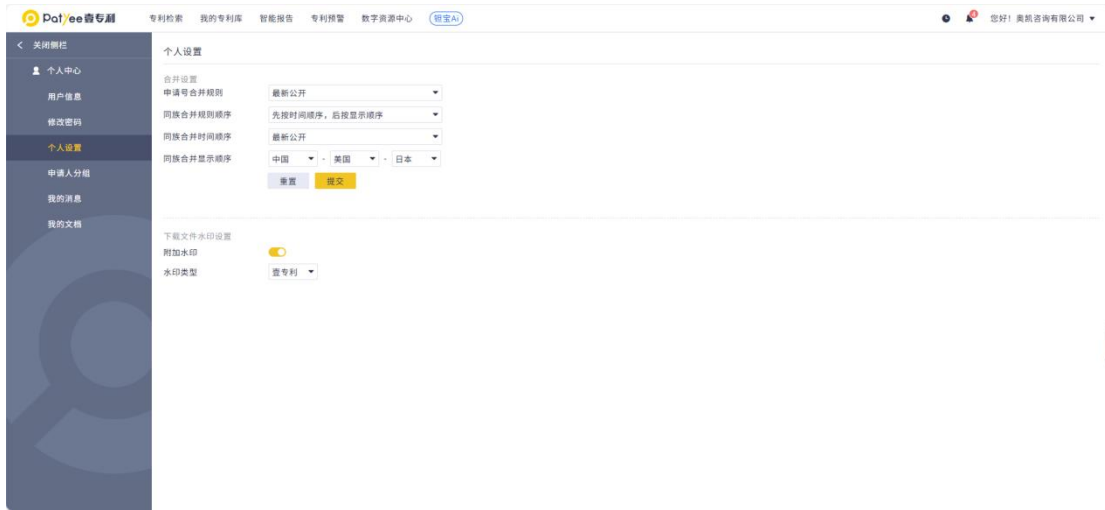 Patyee壹专利 专利检索 我的专利库 智能报告 专利预警 数字资源中心 银宝Ai 4 您好！奥凯咨询有限公司
关闭侧栏
个人中心
用户信息
修改密码
个人设置
申请人分组
我的消息
我的文档
个人设置
合并设置
申请号合并规则 最新公开
同族合并规则顺序 先按时间顺序，后按显示顺序
同族合并时间顺序 最新公开
同族合并显示顺序 中国 - 美国 - 日本
重置 提交
下载文件水印设置
附加水印
水印类型 壹专利